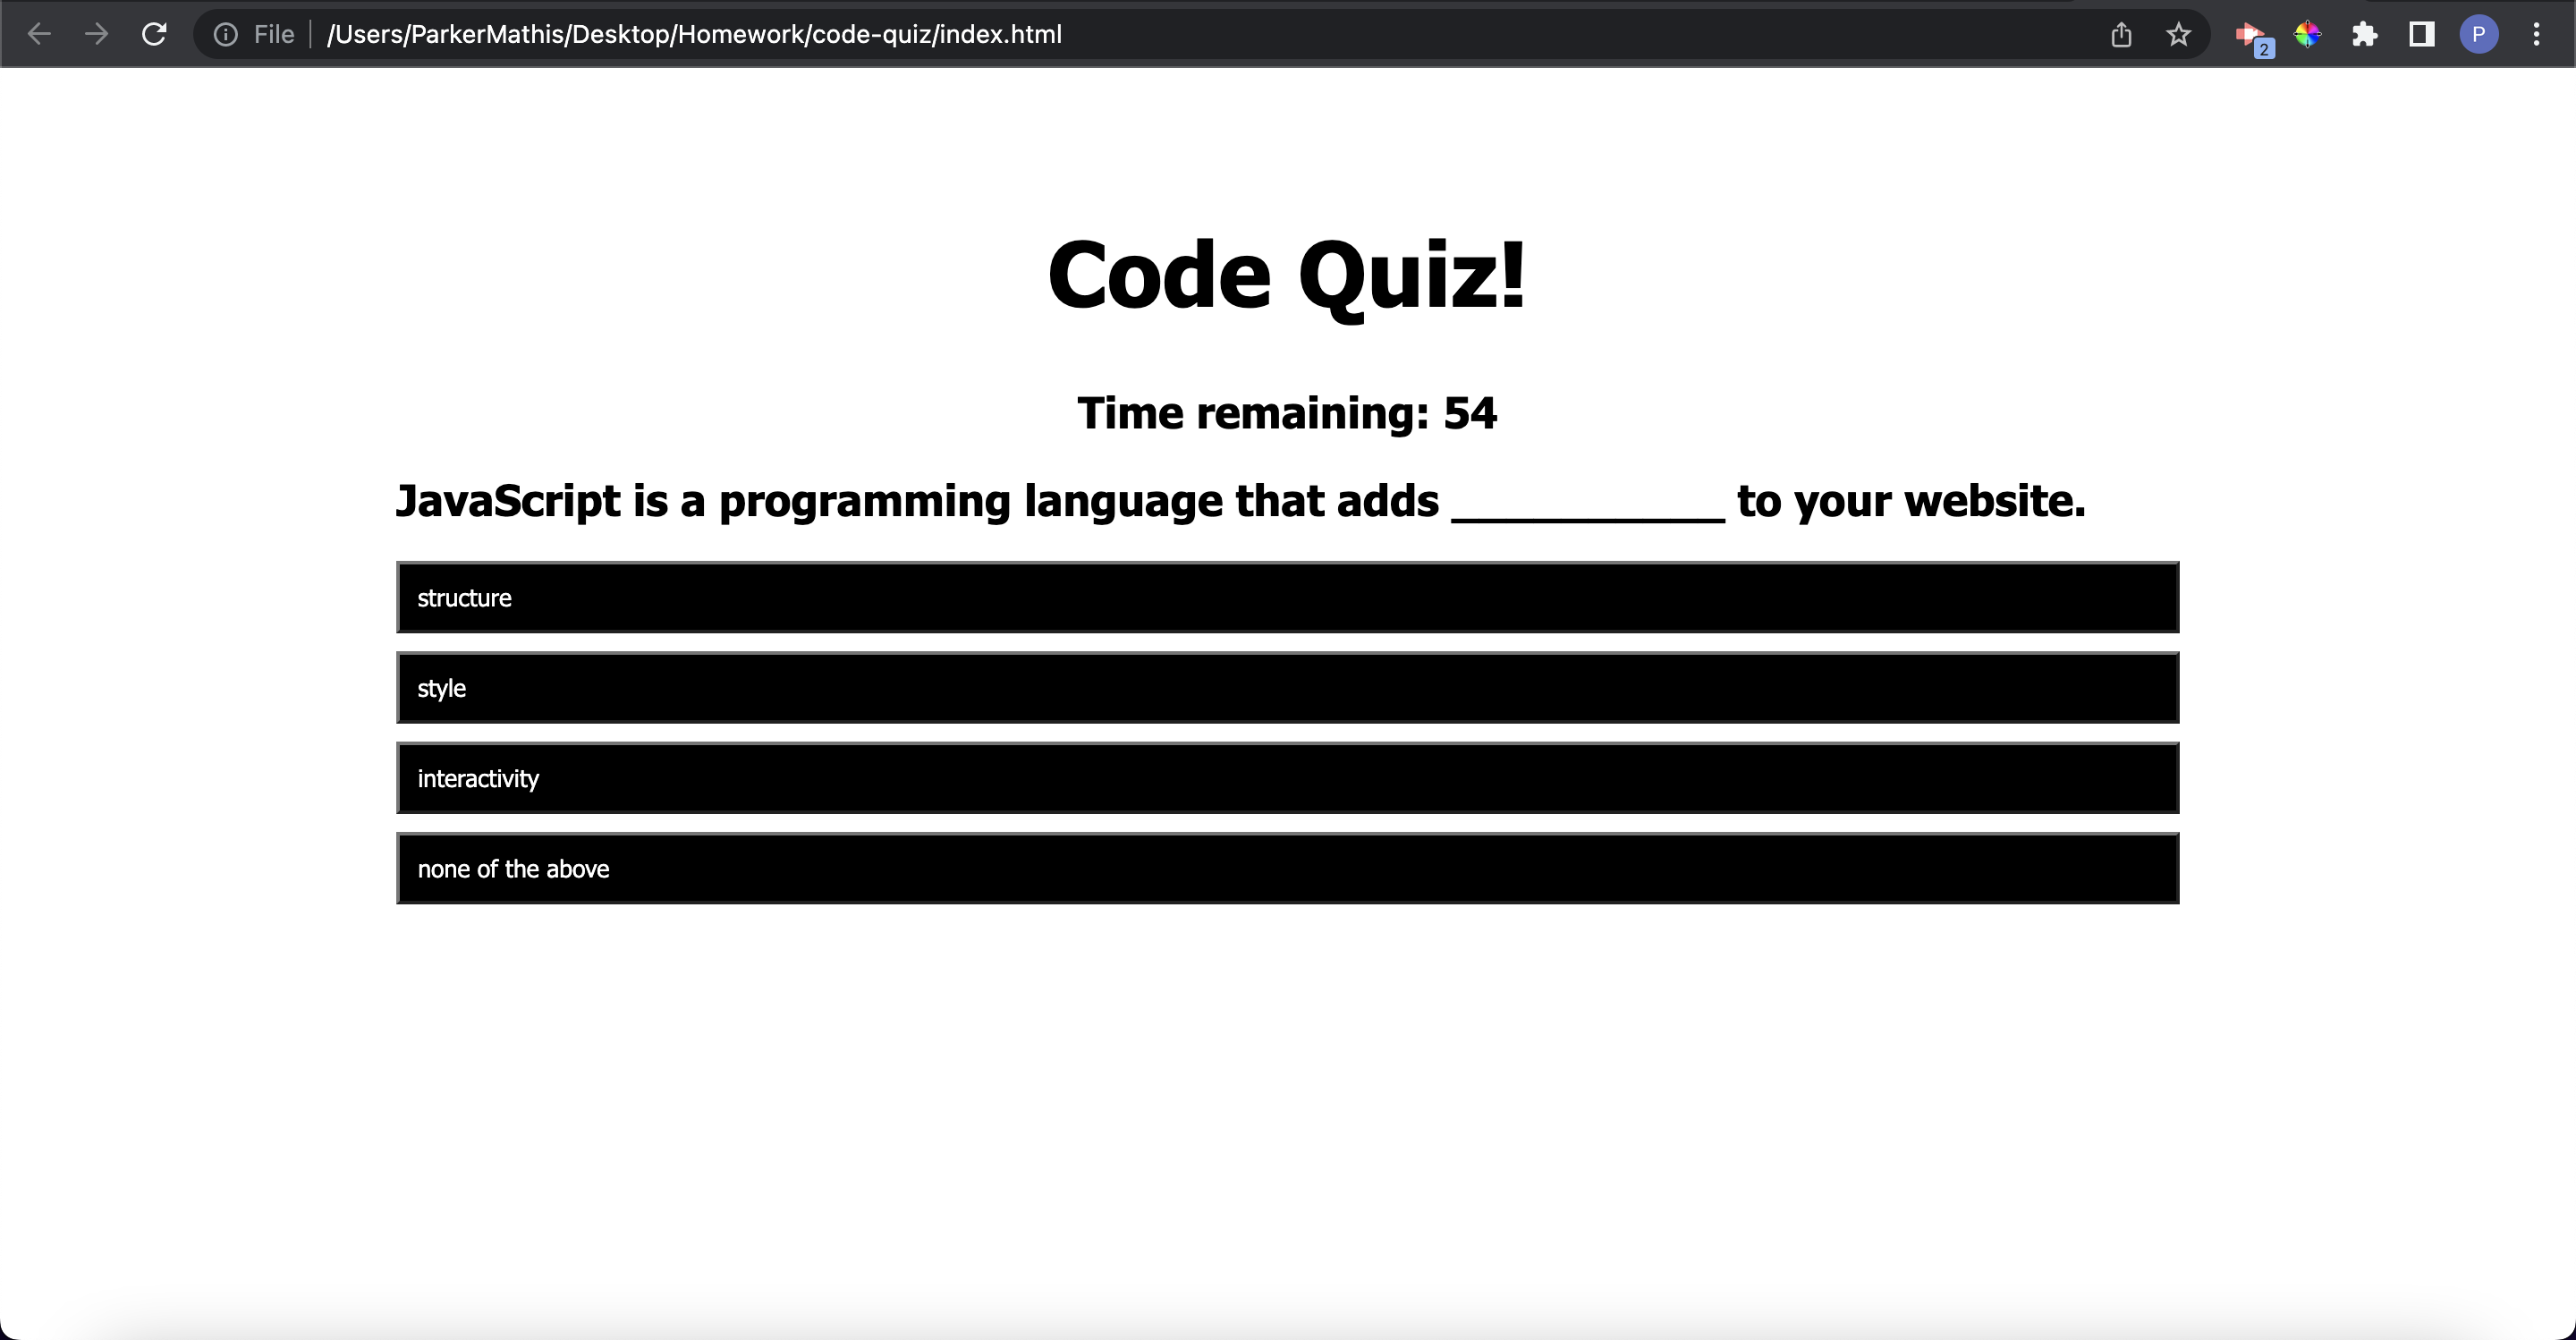 File /Users/ParkerMathis/Desktop/Homework/code-quiz/index.html 2 P
Code Quiz!
Time remaining: 54
JavaScript is a programming language that adds ____________ to your website.
structure
style
interactivity
none of the above